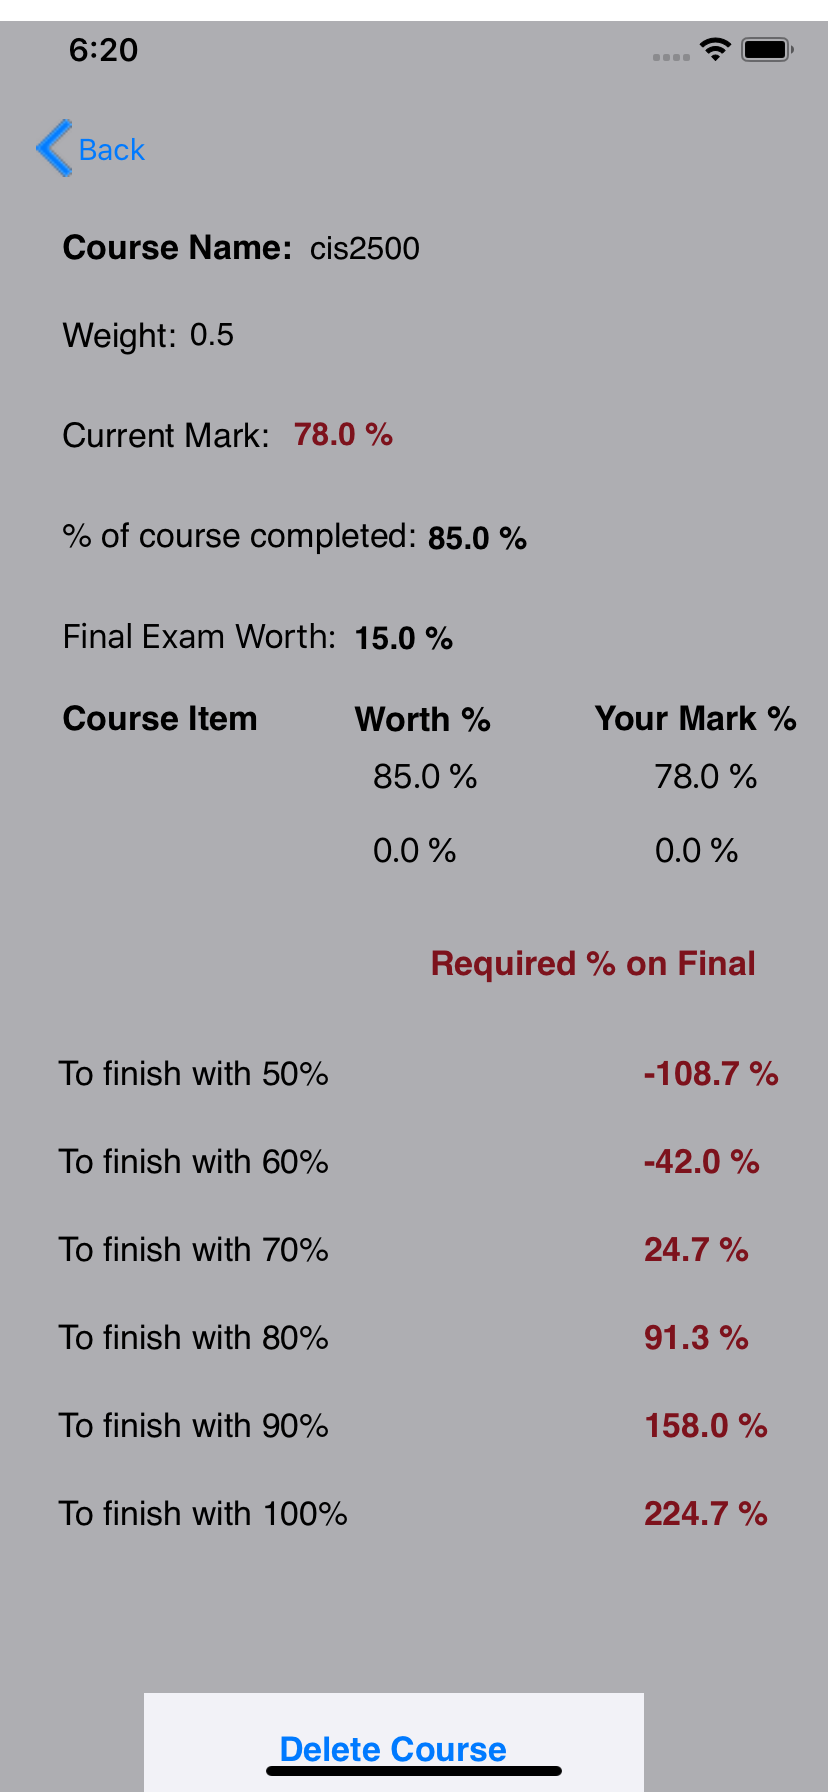 6:20
Back
Course Name: cis2500
Weight: 0.5
Current Mark: 78.0 %
% of course completed: 85.0 %
Final Exam Worth: 15.0 %
Course Item Worth % Your Mark %
85.0 % 78.0 %
0.0 % 0.0 %
Required % on Final
To finish with 50% -108.7 %
To finish with 60% -42.0 %
To finish with 70% 24.7 %
To finish with 80% 91.3 %
To finish with 90% 158.0 %
To finish with 100% 224.7 %
Delete Course